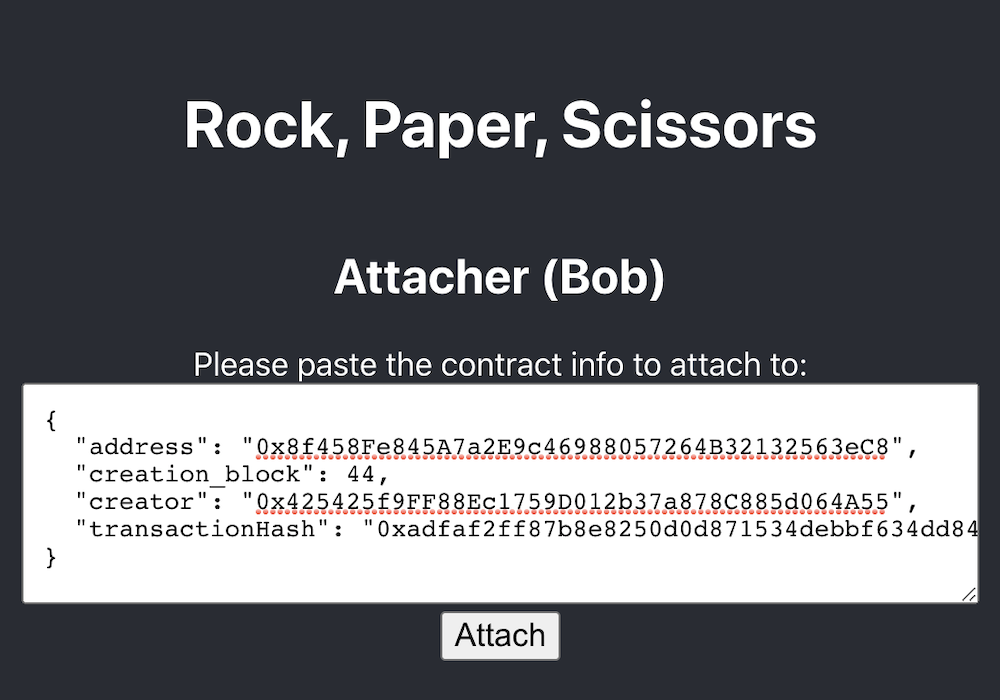 Rock, Paper, Scissors
Attacher (Bob)
Please paste the contract info to attach to:
{
"address": "0x8f458Fe845A7a2E9c46988057264B32132563eC8",
"creation_block": 44,
"creator": "0x425425f9FF88Ec1759D012b37a878C885d064A55",
"transactionHash": "0xadfaf2ff87b8e8250d0d871534debbf634dd84
}
Attach